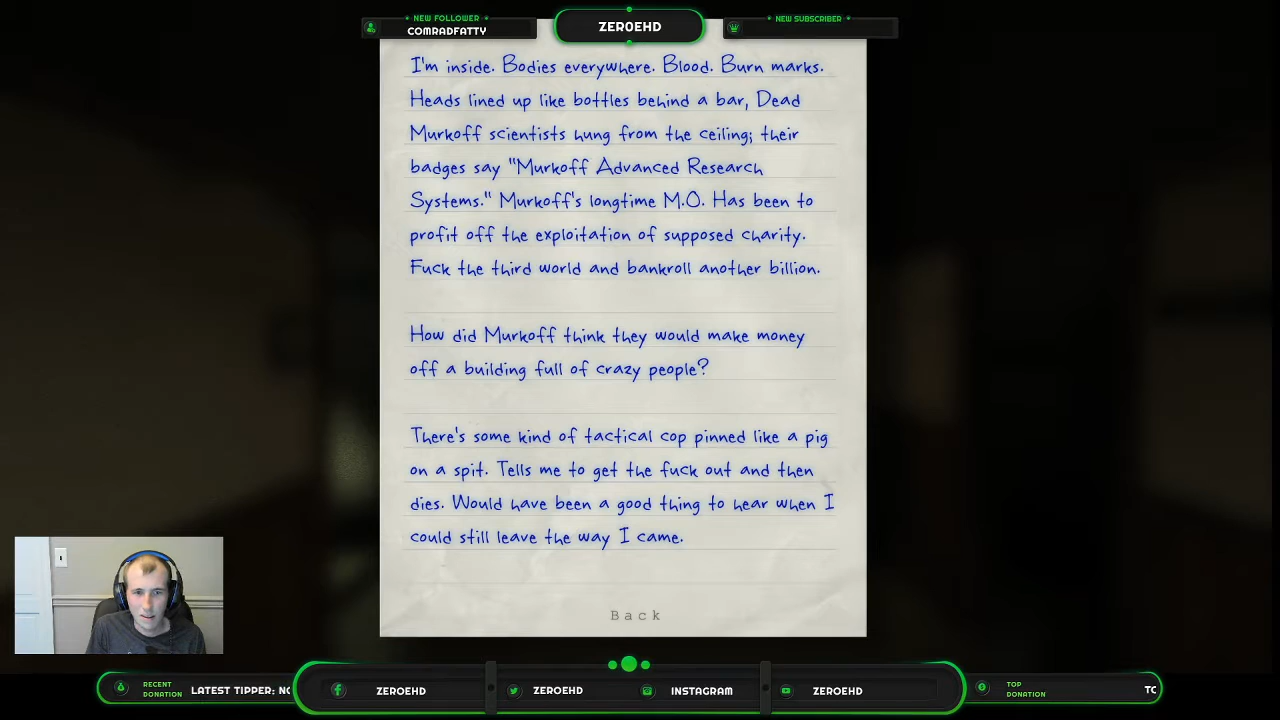 NEW FOLLOWER
COMRADFATTY
ZEROEHD
NEW SUBSCRIBER
I'm inside. Bodies everywhere. Blood. Burn marks.
Heads lined up like bottles behind a bar, Dead
Murkoff scientists hung from the ceiling; their
badges say "Murkoff Advanced Research
Systems." Murkoff's longtime M.O. Has been to
profit off the exploitation of supposed charity.
Fuck the third world and bankroll another billion.
How did Murkoff think they would make money
off a building full of crazy people?
There's some kind of tactical cop pinned like a pig
on a spit. Tells me to get the fuck out and then
dies. Would have been a good thing to hear when I
could still leave the way I came.
Back
RECENT
DONATION
LATEST TIPPER: NO
ZEROEHD
ZEROEHD
INSTAGRAM
ZEROEHD
TOP
DONATION
TO